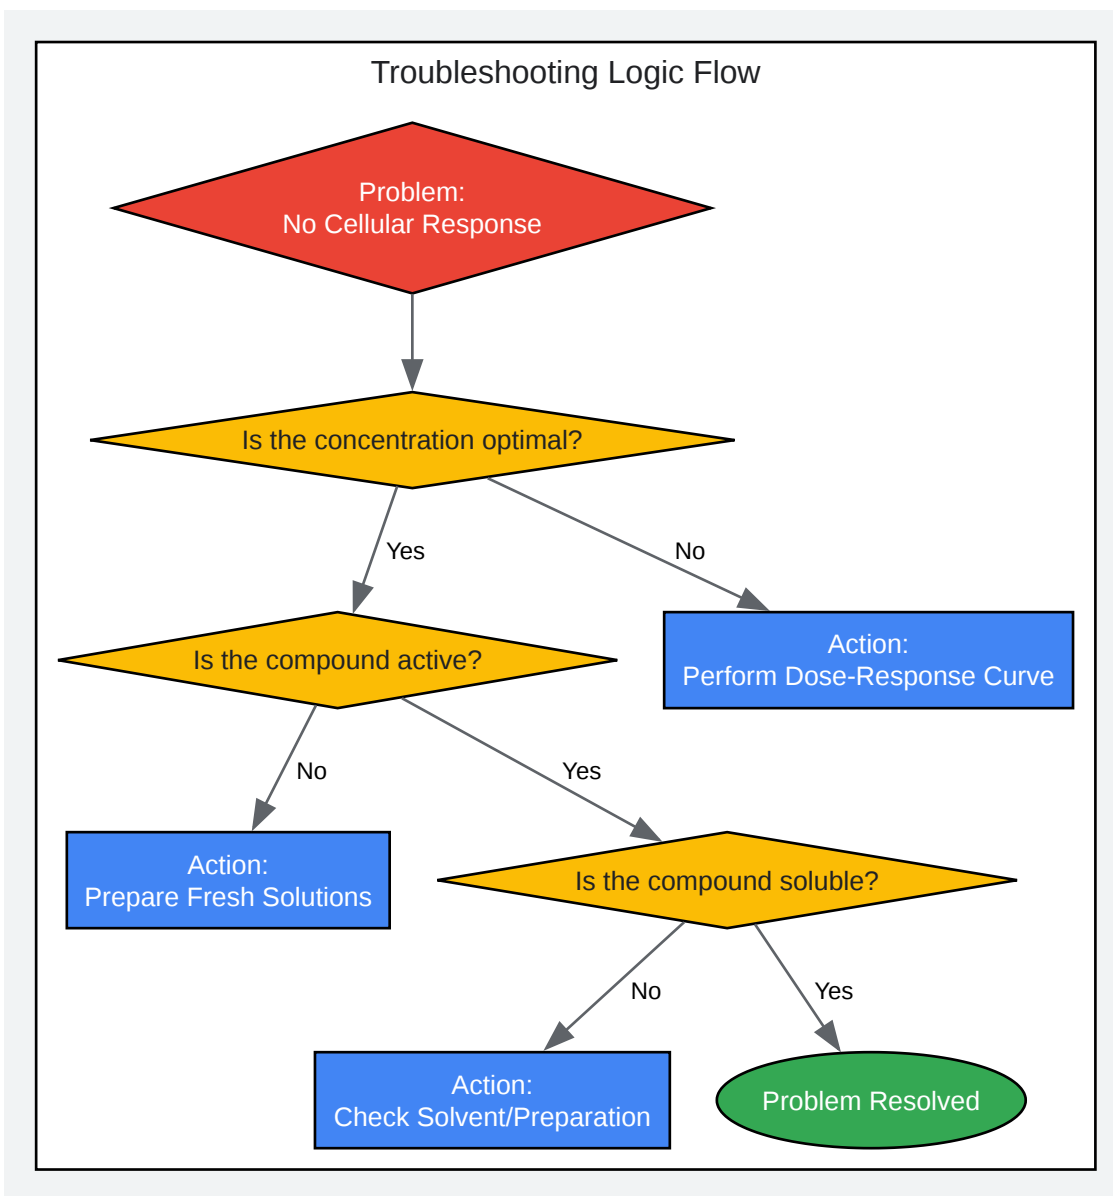 Troubleshooting Logic Flow
Problem:
No Cellular Response
Is the concentration optimal?
Yes
No
Is the compound active?
Action:
Perform Dose-Response Curve
No
Yes
Action:
Prepare Fresh Solutions
Is the compound soluble?
No
Yes
Action:
Check Solvent/Preparation
Problem Resolved